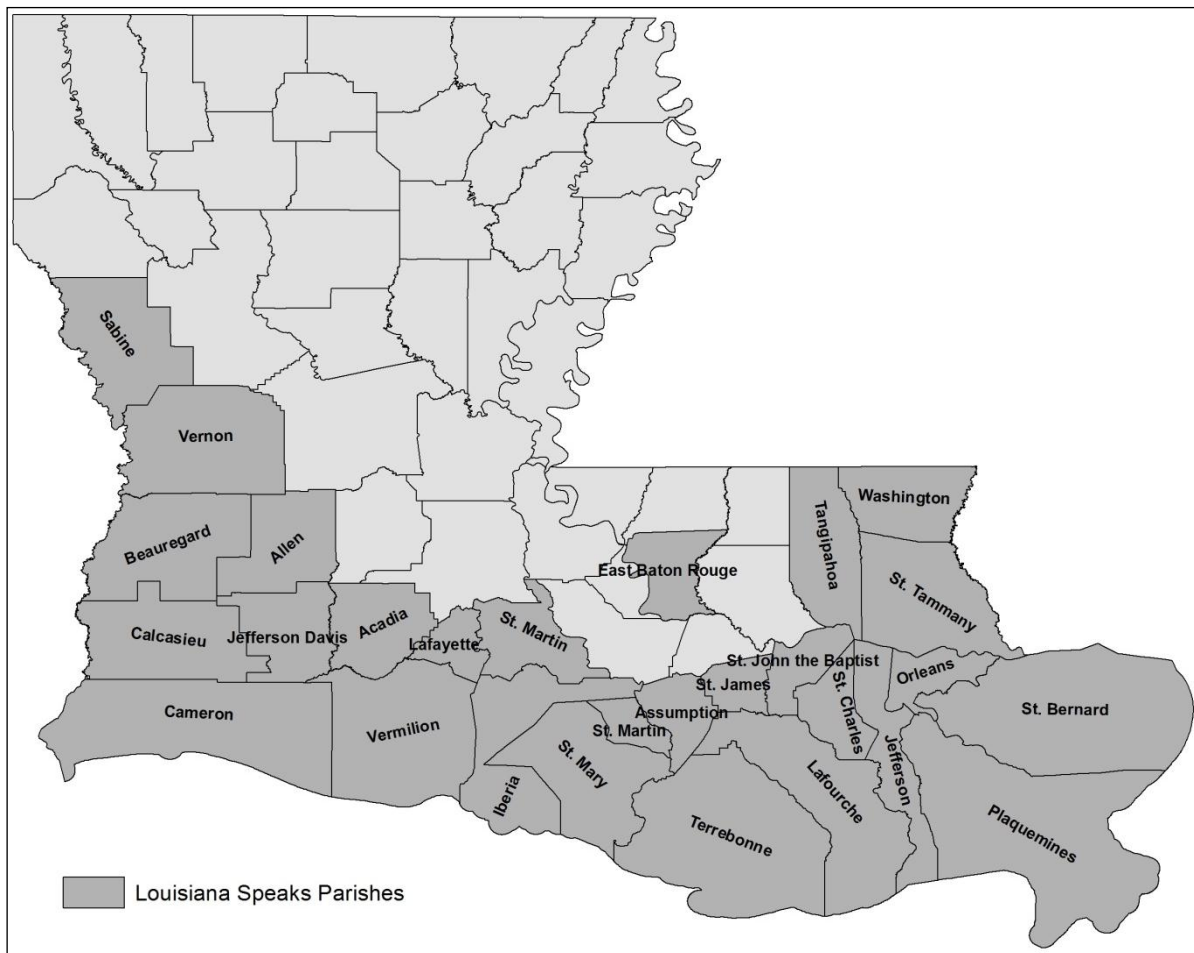 Sabine
Vernon
Washington
Tangipahoa
Beauregard
Allen
East Baton Rouge
St. Tammany
Calcasieu
Jefferson Davis
Acadia
Lafayette
St. Martin
St. John the Baptist
Orleans
St. James
St. Charles
Cameron
Vermilion
Assumption
St. Martin
St. Bernard
St. Mary
Iberia
Jefferson
Lafourche
Terrebonne
Plaquemines
Louisiana Speaks Parishes